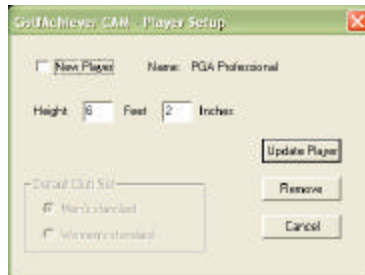 GolfAchiever CAM - Player Setup
New Player Name: PGA Professional
Height 6 Feet 2 Inches
Update Player
Default Club Set
Remove
Men's standard
Cancel
Women's standard